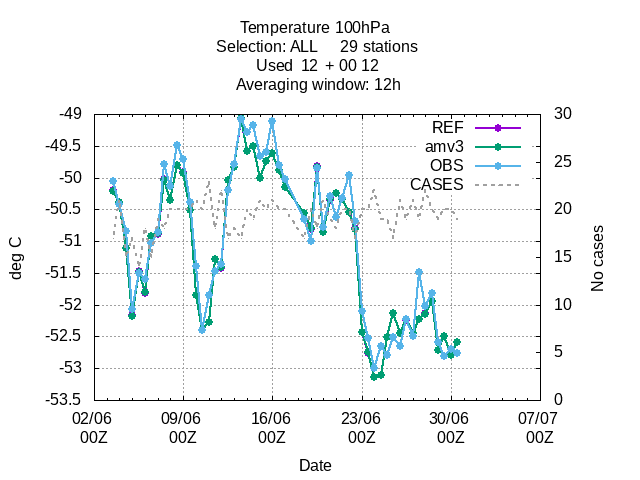 Temperature 100hPa
Selection: ALL 29 stations
Used 12 + 00 12
Averaging window: 12h
REF
amv3
OBS
CASES
deg C
-49
-49.5
-50
-50.5
-51
-51.5
-52
-52.5
-53
-53.5
30
25
20
15
10
5
0
No cases
02/06 09/06 16/06 23/06 30/06 07/07
00Z 00Z 00Z 00Z 00Z 00Z
Date